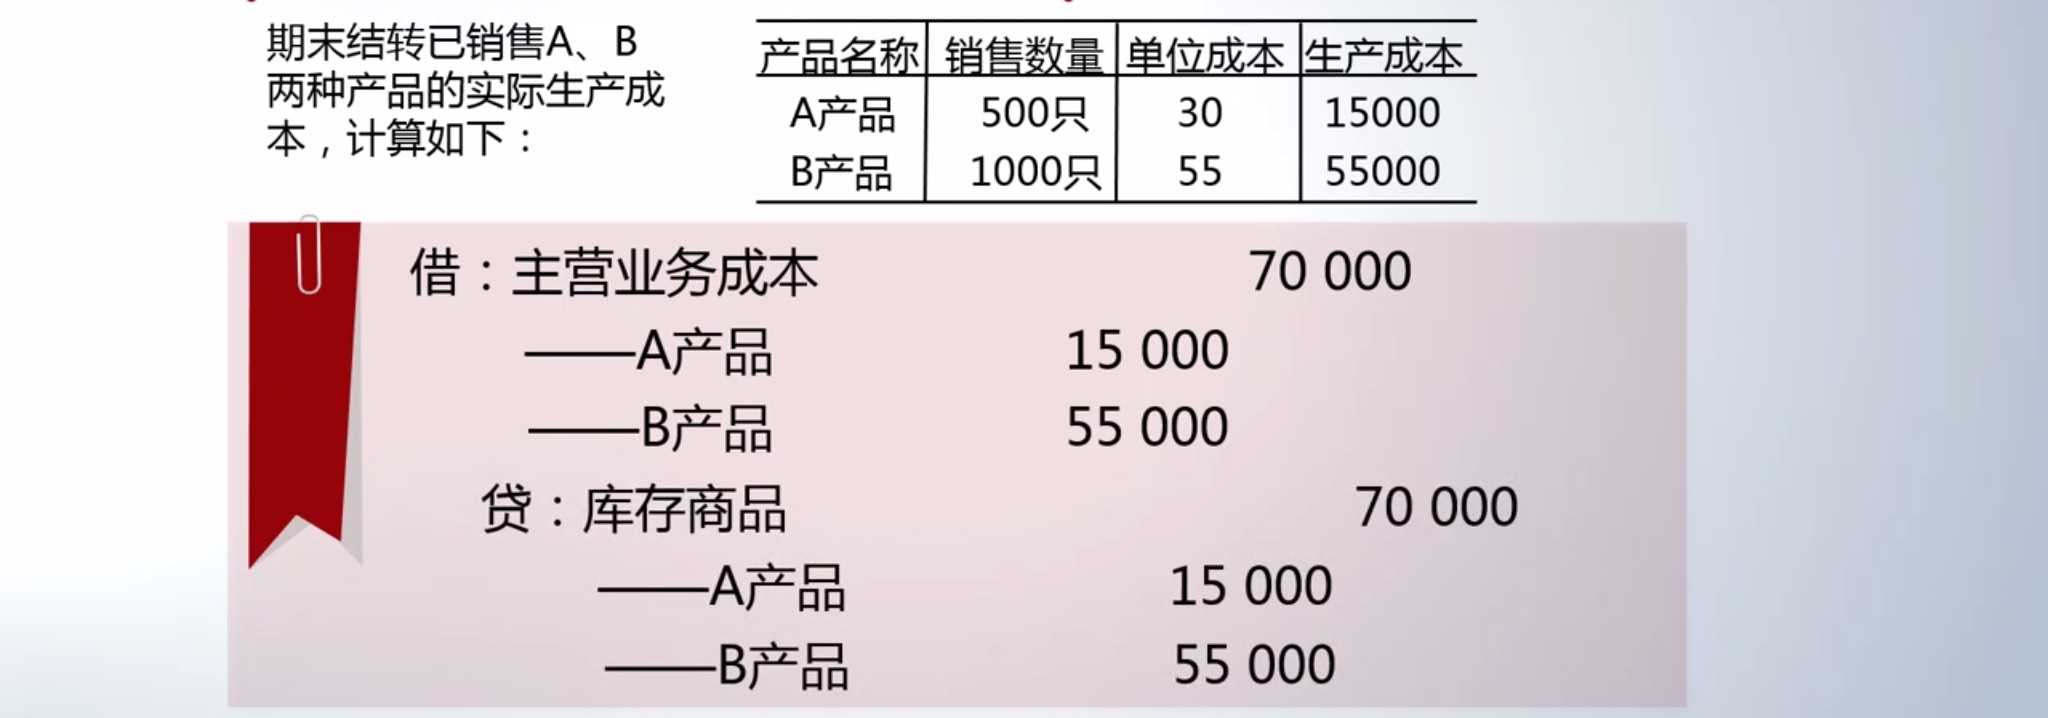 期末结转已销售A、B
两种产品的实际生产成
本，计算如下：
产品名称 销售数量 单位成本 生产成本
A产品 500只 30 15000
B产品 1000只 55 55000
借：主营业务成本 70 000
——A产品 15 000
——B产品 55 000
贷：库存商品 70 000
——A产品 15 000
——B产品 55 000